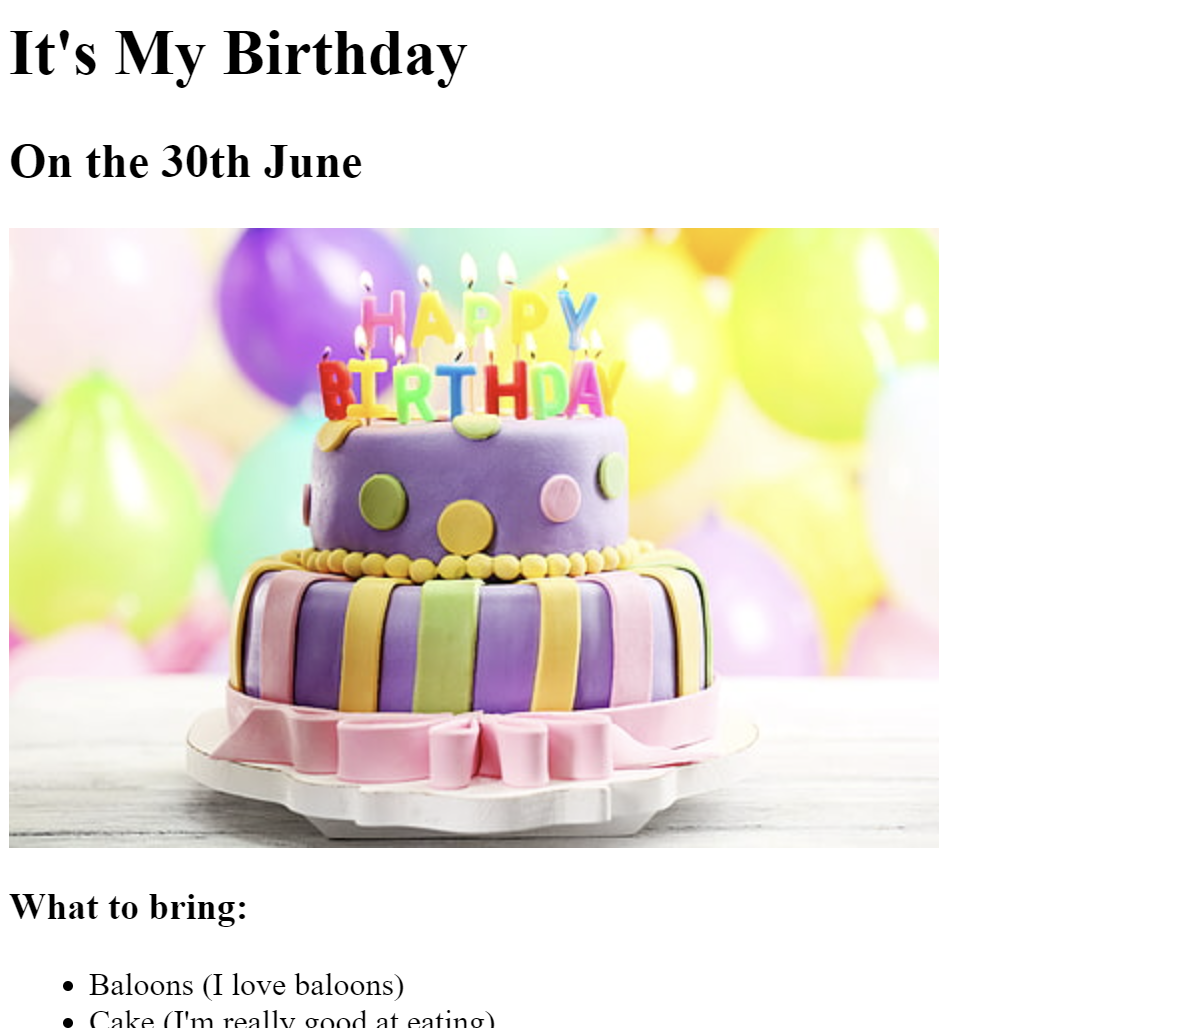 It's My Birthday
On the 30th June
HAPPY
BIRTHDAY
What to bring:
Baloons (I love baloons)
Cake (I'm really good at eating)